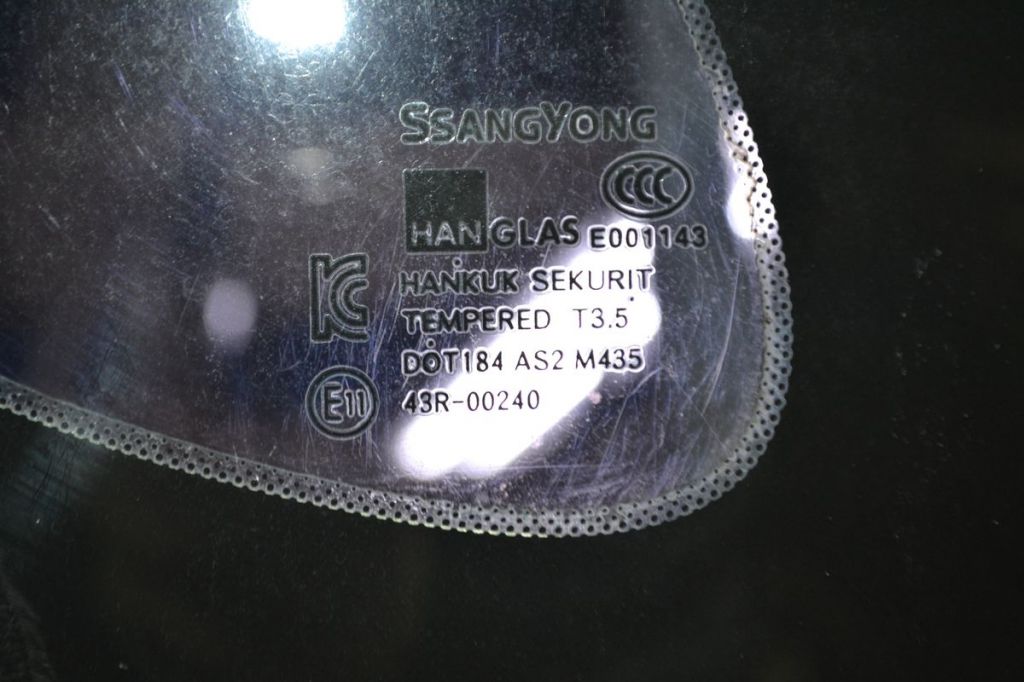 SSANGYONG
CCC
HANGLAS E001143
KC
HANKUK SEKURIT
TEMPERED T3.5
DOT184 AS2 M435
E11 43R-00240